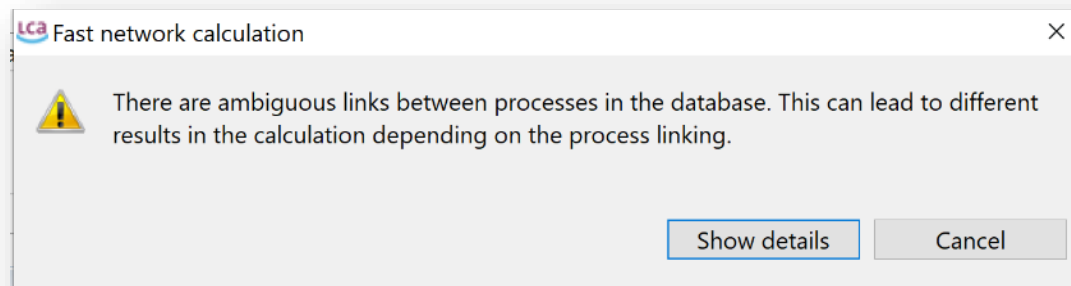 LCA Fast network calculation
There are ambiguous links between processes in the database. This can lead to different
results in the calculation depending on the process linking.
Show details Cancel